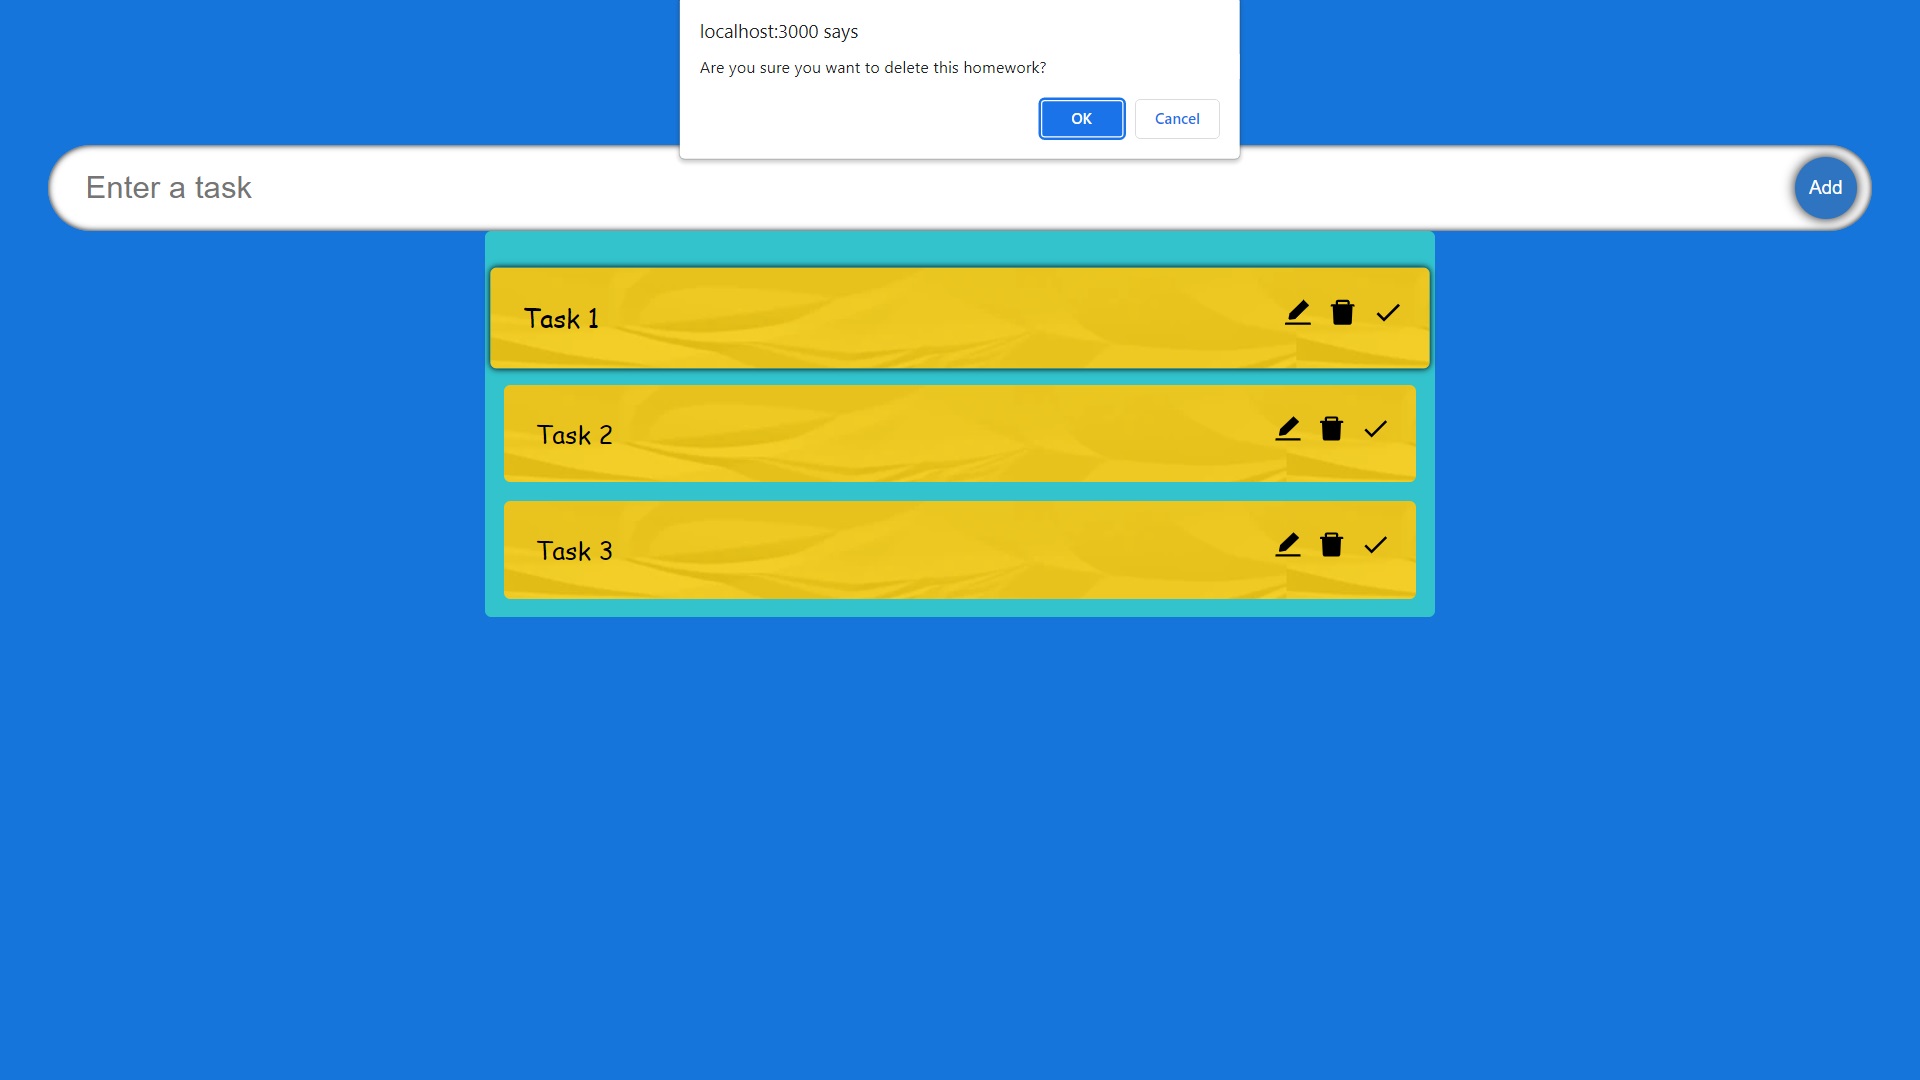 localhost:3000 says
Are you sure you want to delete this homework?
OK Cancel
Enter a task
Add
Task 1
Task 2
Task 3